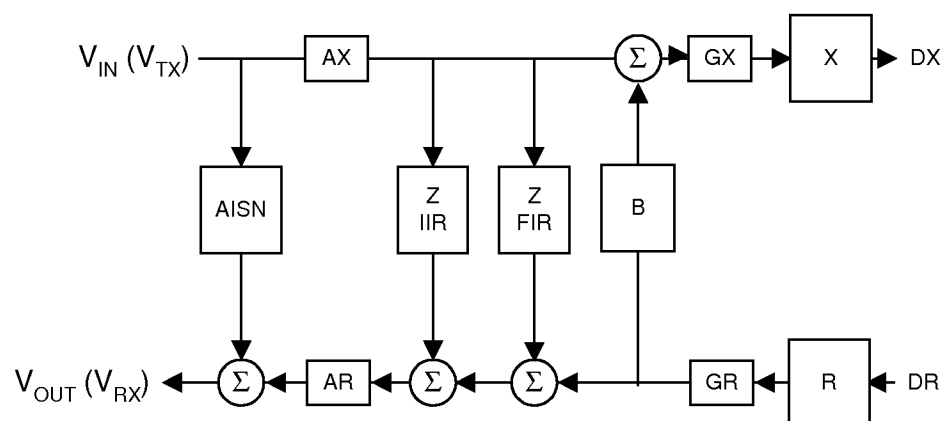 V_IN (V_TX)
AX
Σ
GX
X
DX
AISN
Z
IIR
Z
FIR
B
V_OUT (V_RX)
Σ
AR
Σ
Σ
GR
R
DR